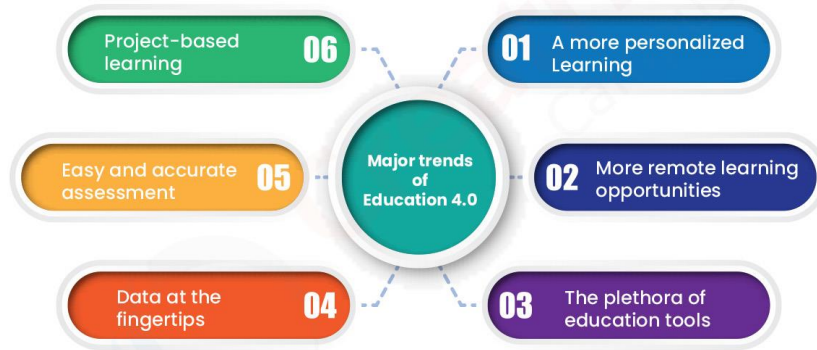 Major trends
of
Education 4.0
01
A more personalized
Learning
02
More remote learning
opportunities
03
The plethora of
education tools
04
Data at the
fingertips
05
Easy and accurate
assessment
06
Project-based
learning